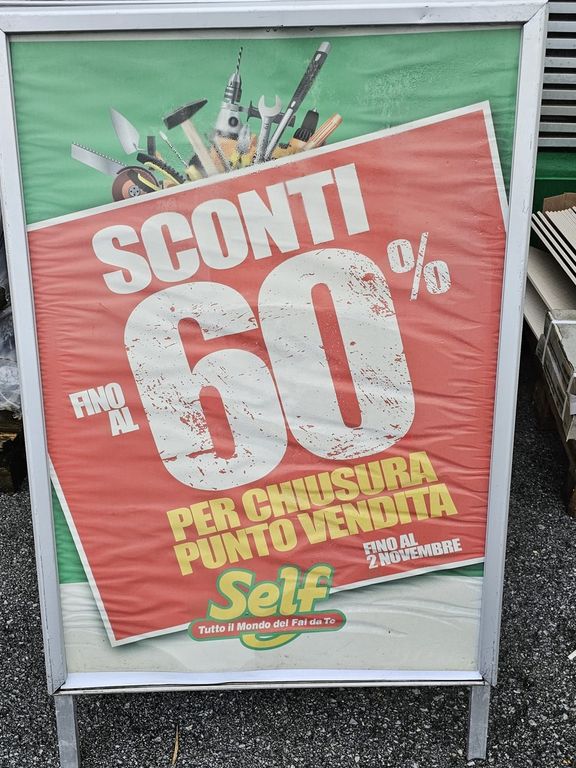 SCONTI
FINO AL 60%
PER CHIUSURA
PUNTO VENDITA
FINO AL
2 NOVEMBRE
Self
Tutto il Mondo del Fai da Te